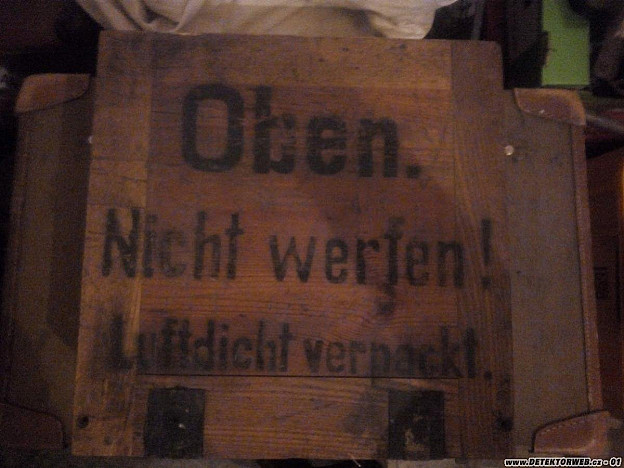 Oben.
Nicht werfen!
Luftdicht verpackt.
www.DETEKTORWEB.cz - 01